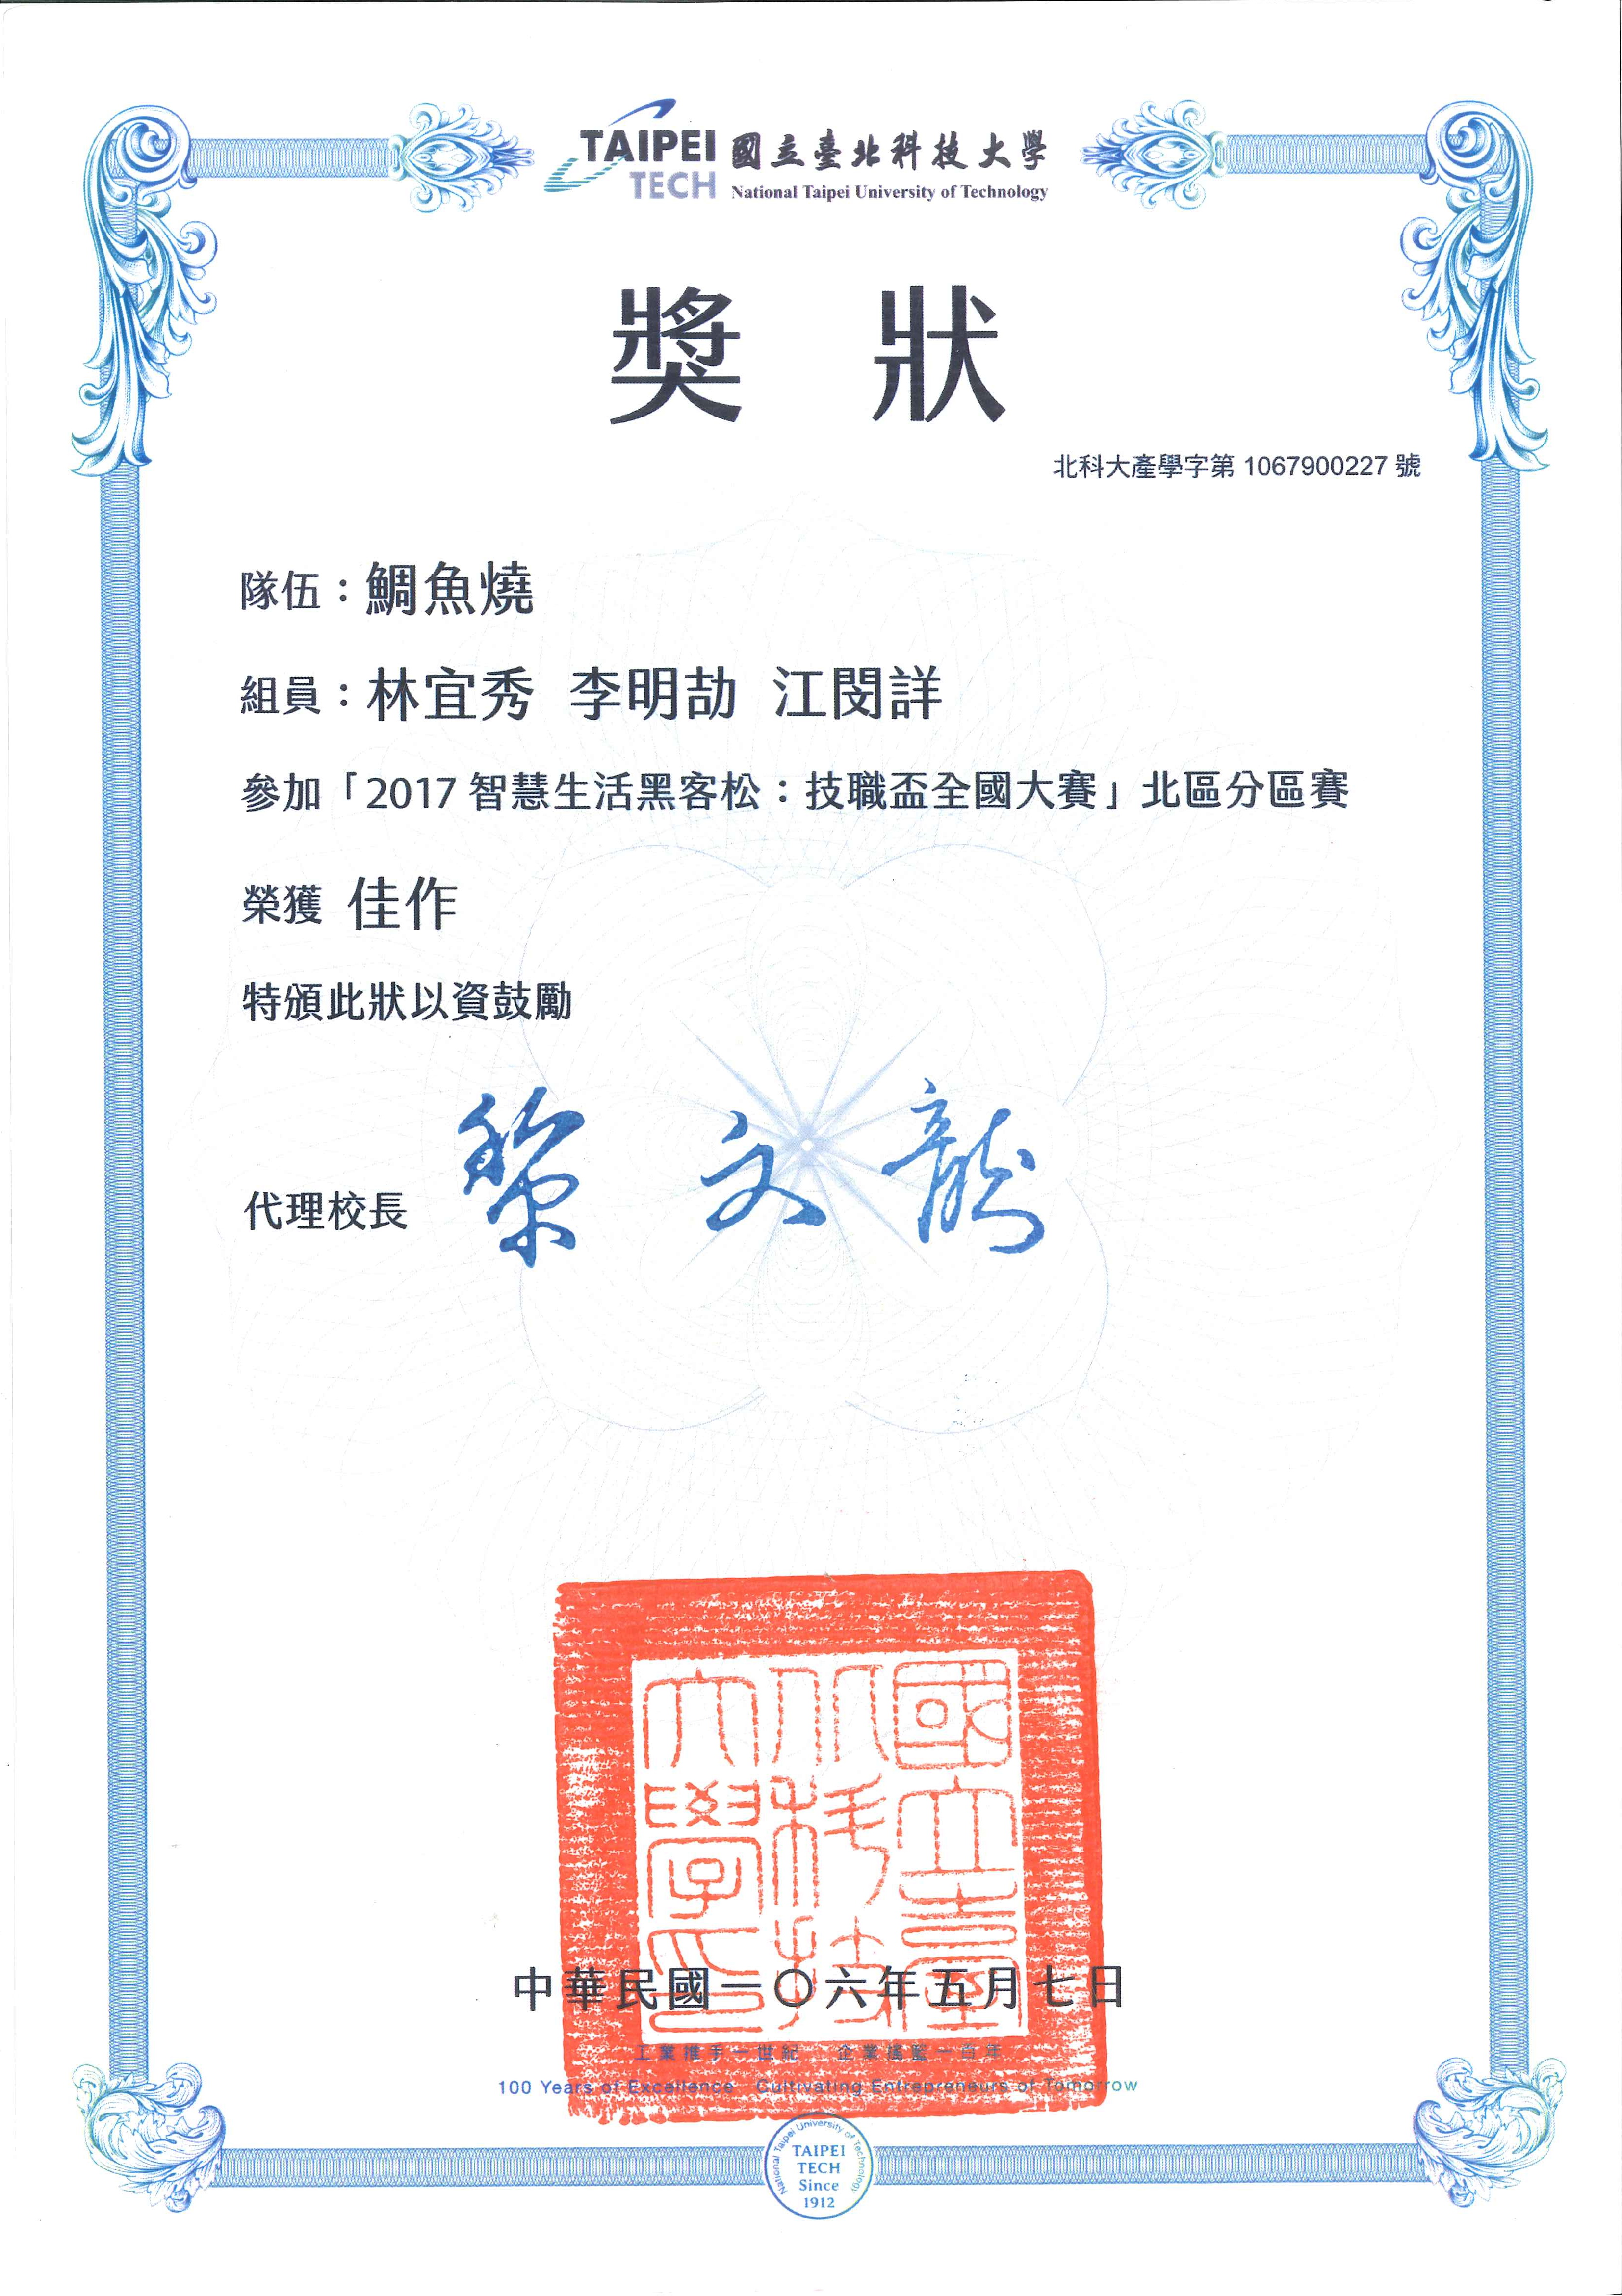 TAIPEI TECH 國立臺北科技大學
National Taipei University of Technology
獎 狀
北科大產學字第 1067900227 號
隊伍：鯛魚燒
組員：林宜秀 李明劼 江閔詳
參加「2017 智慧生活黑客松：技職盃全國大賽」北區分區賽
榮獲 佳作
特頒此狀以資鼓勵
代理校長 黎文龍
國立臺北科技大學印
中華民國一〇六年五月七日
工業推手一世紀 企業搖籃一百年
100 Years of Excellence Cultivating Entrepreneurs of Tomorrow
National Taipei University of Technology
TAIPEI
TECH
Since
1912